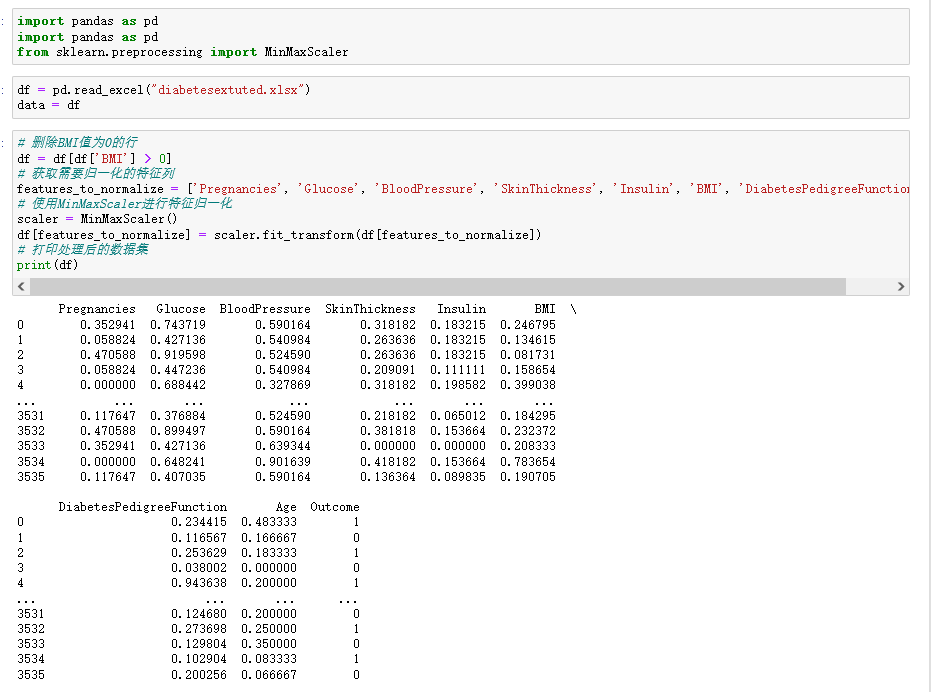 import pandas as pd
import pandas as pd
from sklearn.preprocessing import MinMaxScaler
df = pd.read_excel("diabetesextuted.xlsx")
data = df
# 删除BMI值为0的行
df = df[df['BMI'] > 0]
# 获取需要归一化的特征列
features_to_normalize = ['Pregnancies', 'Glucose', 'BloodPressure', 'SkinThickness', 'Insulin', 'BMI', 'DiabetesPedigreeFunction
# 使用MinMaxScaler进行特征归一化
scaler = MinMaxScaler()
df[features_to_normalize] = scaler.fit_transform(df[features_to_normalize])
# 打印处理后的数据集
print(df)
Pregnancies Glucose BloodPressure SkinThickness Insulin BMI \
0 0.352941 0.743719 0.590164 0.318182 0.183215 0.246795
1 0.058824 0.427136 0.540984 0.263636 0.183215 0.134615
2 0.470588 0.919598 0.524590 0.263636 0.183215 0.081731
3 0.058824 0.447236 0.540984 0.209091 0.111111 0.158654
4 0.000000 0.688442 0.327869 0.318182 0.198582 0.399038
... ... ... ... ... ... ...
3531 0.117647 0.376884 0.524590 0.218182 0.065012 0.184295
3532 0.470588 0.899497 0.590164 0.381818 0.153664 0.232372
3533 0.352941 0.427136 0.639344 0.000000 0.000000 0.208333
3534 0.000000 0.648241 0.901639 0.418182 0.153664 0.783654
3535 0.117647 0.407035 0.590164 0.136364 0.089835 0.190705
DiabetesPedigreeFunction Age Outcome
0 0.234415 0.483333 1
1 0.116567 0.166667 0
2 0.253629 0.183333 1
3 0.038002 0.000000 0
4 0.943638 0.200000 1
... ... ... ...
3531 0.124680 0.200000 0
3532 0.273698 0.250000 1
3533 0.129804 0.350000 0
3534 0.102904 0.083333 1
3535 0.200256 0.066667 0